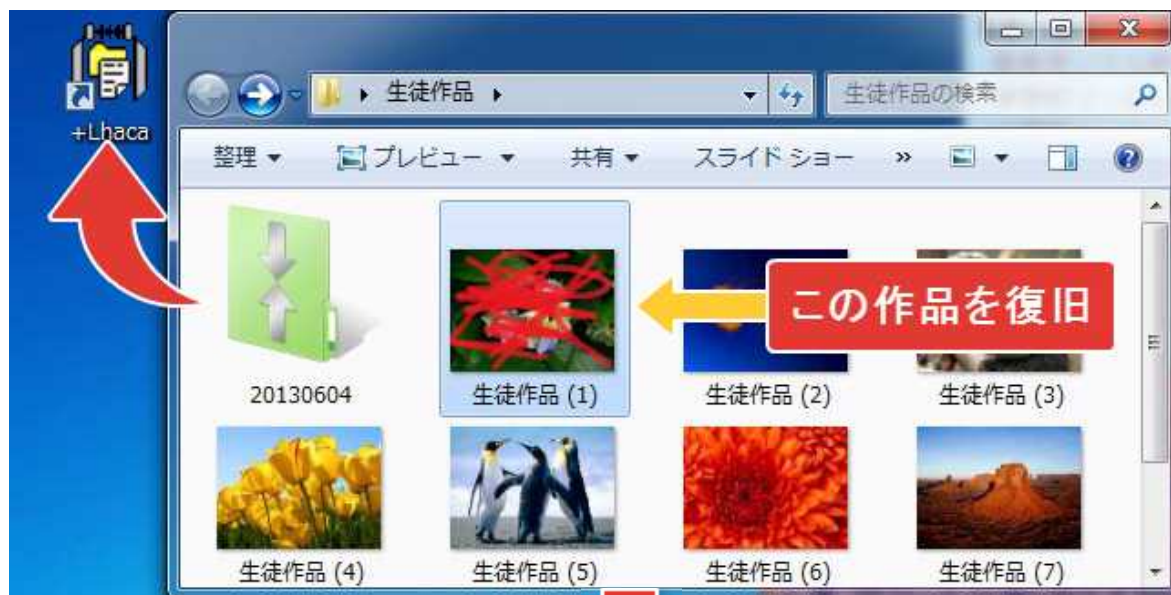 +Lhaca
生徒作品
生徒作品の検索
整理
プレビュー
共有
スライド ショー
»
この作品を復旧
20130604
生徒作品 (1)
生徒作品 (2)
生徒作品 (3)
生徒作品 (4)
生徒作品 (5)
生徒作品 (6)
生徒作品 (7)